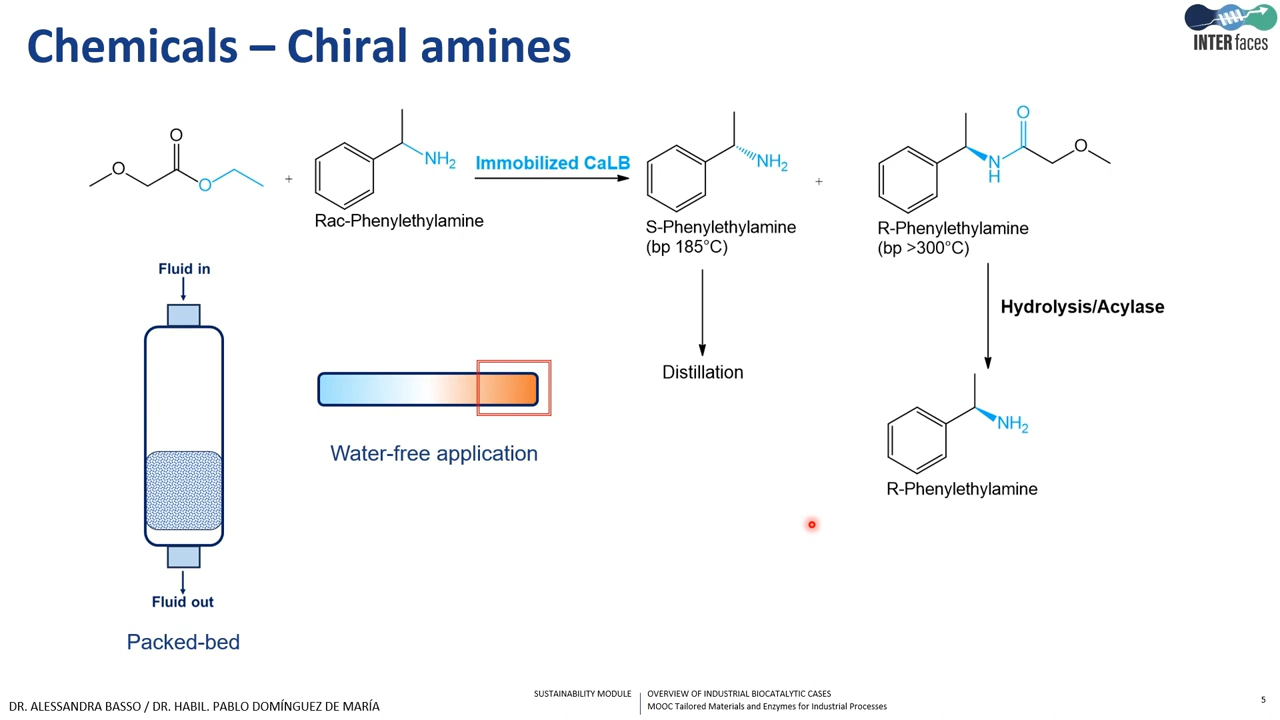 Chemicals – Chiral amines
INTERfaces
O
O
O
NH2
+
Immobilized CaLB
NH2
+
O
N
H
O
Rac-Phenylethylamine
S-Phenylethylamine
(bp 185°C)
R-Phenylethylamine
(bp >300°C)
Fluid in
Hydrolysis/Acylase
Distillation
NH2
Water-free application
R-Phenylethylamine
Fluid out
Packed-bed
SUSTAINABILITY MODULE
OVERVIEW OF INDUSTRIAL BIOCATALYTIC CASES
MOOC Tailored Materials and Enzymes for Industrial Processes
DR. ALESSANDRA BASSO / DR. HABIL. PABLO DOMÍNGUEZ DE MARÍA
5